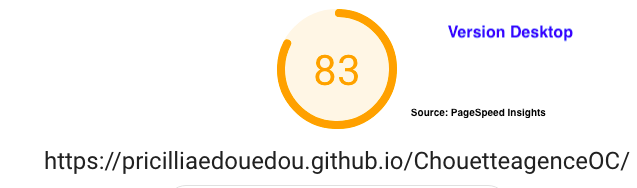 Version Desktop
83
Source: PageSpeed Insights
https://pricilliaedouedou.github.io/ChouetteagenceOC/